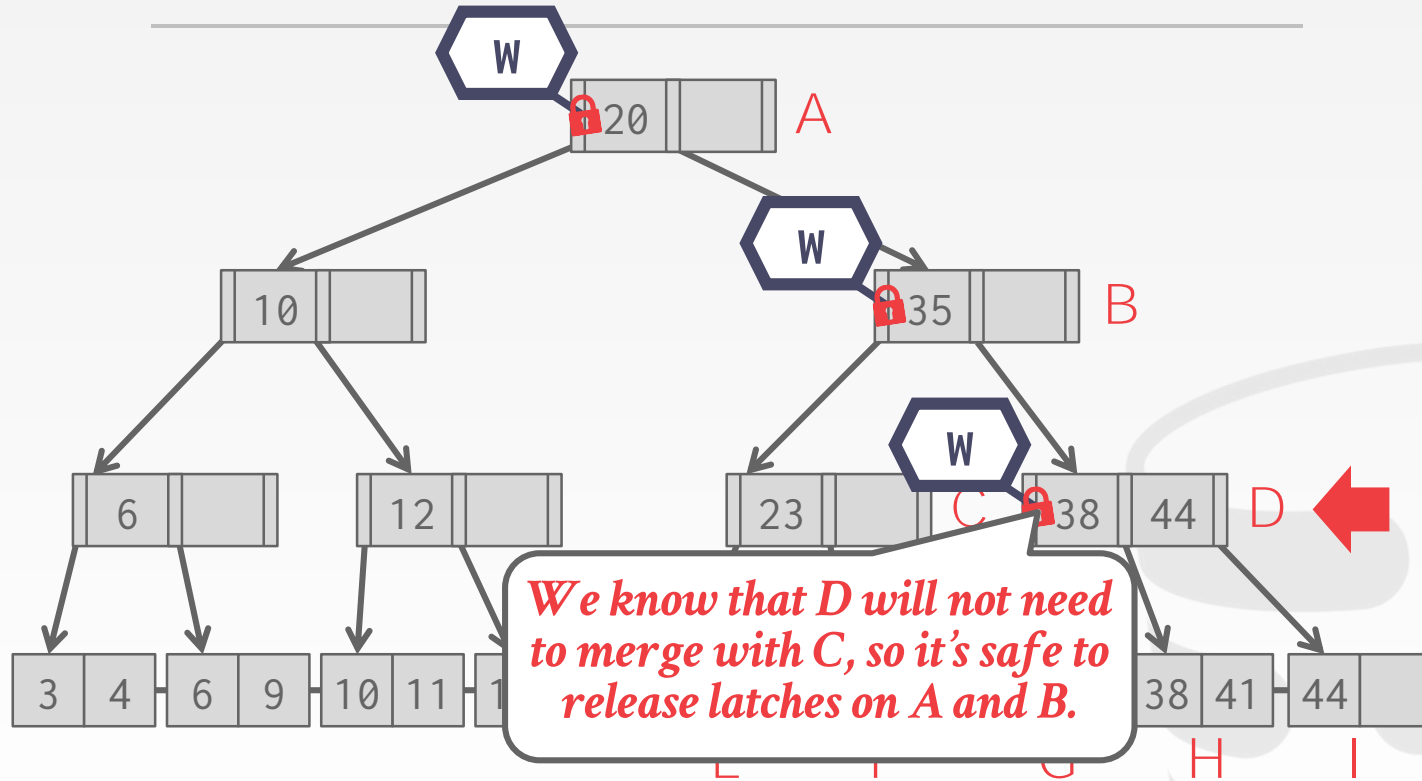 W
20 A
W
10 35 B
W
6 12 23 C 38 44 D
We know that D will not need
to merge with C, so it's safe to
release latches on A and B.
3 4 6 9 10 11 38 41 44
H I